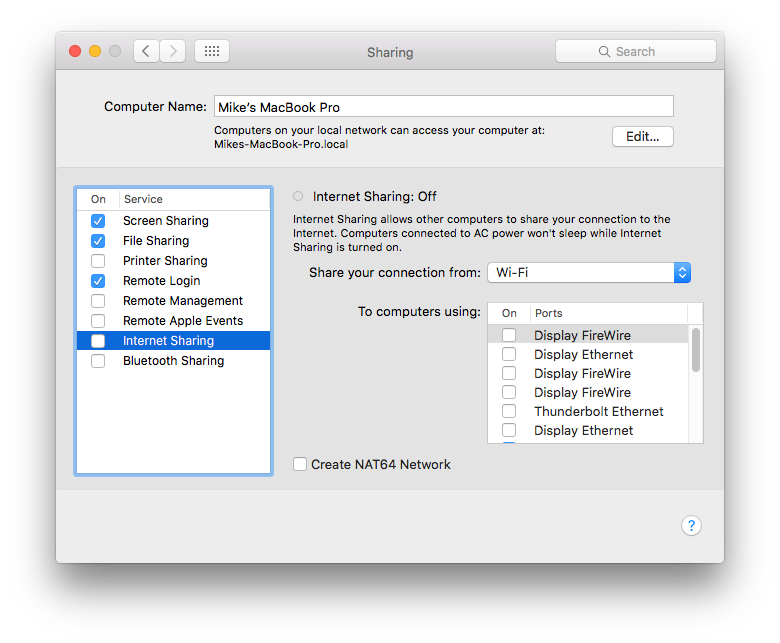 Sharing
Search
Computer Name:
Mike's MacBook Pro
Computers on your local network can access your computer at:
Mikes-MacBook-Pro.local
Edit...
On Service
Screen Sharing
File Sharing
Printer Sharing
Remote Login
Remote Management
Remote Apple Events
Internet Sharing
Bluetooth Sharing
Internet Sharing: Off
Internet Sharing allows other computers to share your connection to the
Internet. Computers connected to AC power won't sleep while Internet
Sharing is turned on.
Share your connection from: Wi-Fi
To computers using:
On Ports
Display FireWire
Display Ethernet
Display FireWire
Display FireWire
Thunderbolt Ethernet
Display Ethernet
Create NAT64 Network
?